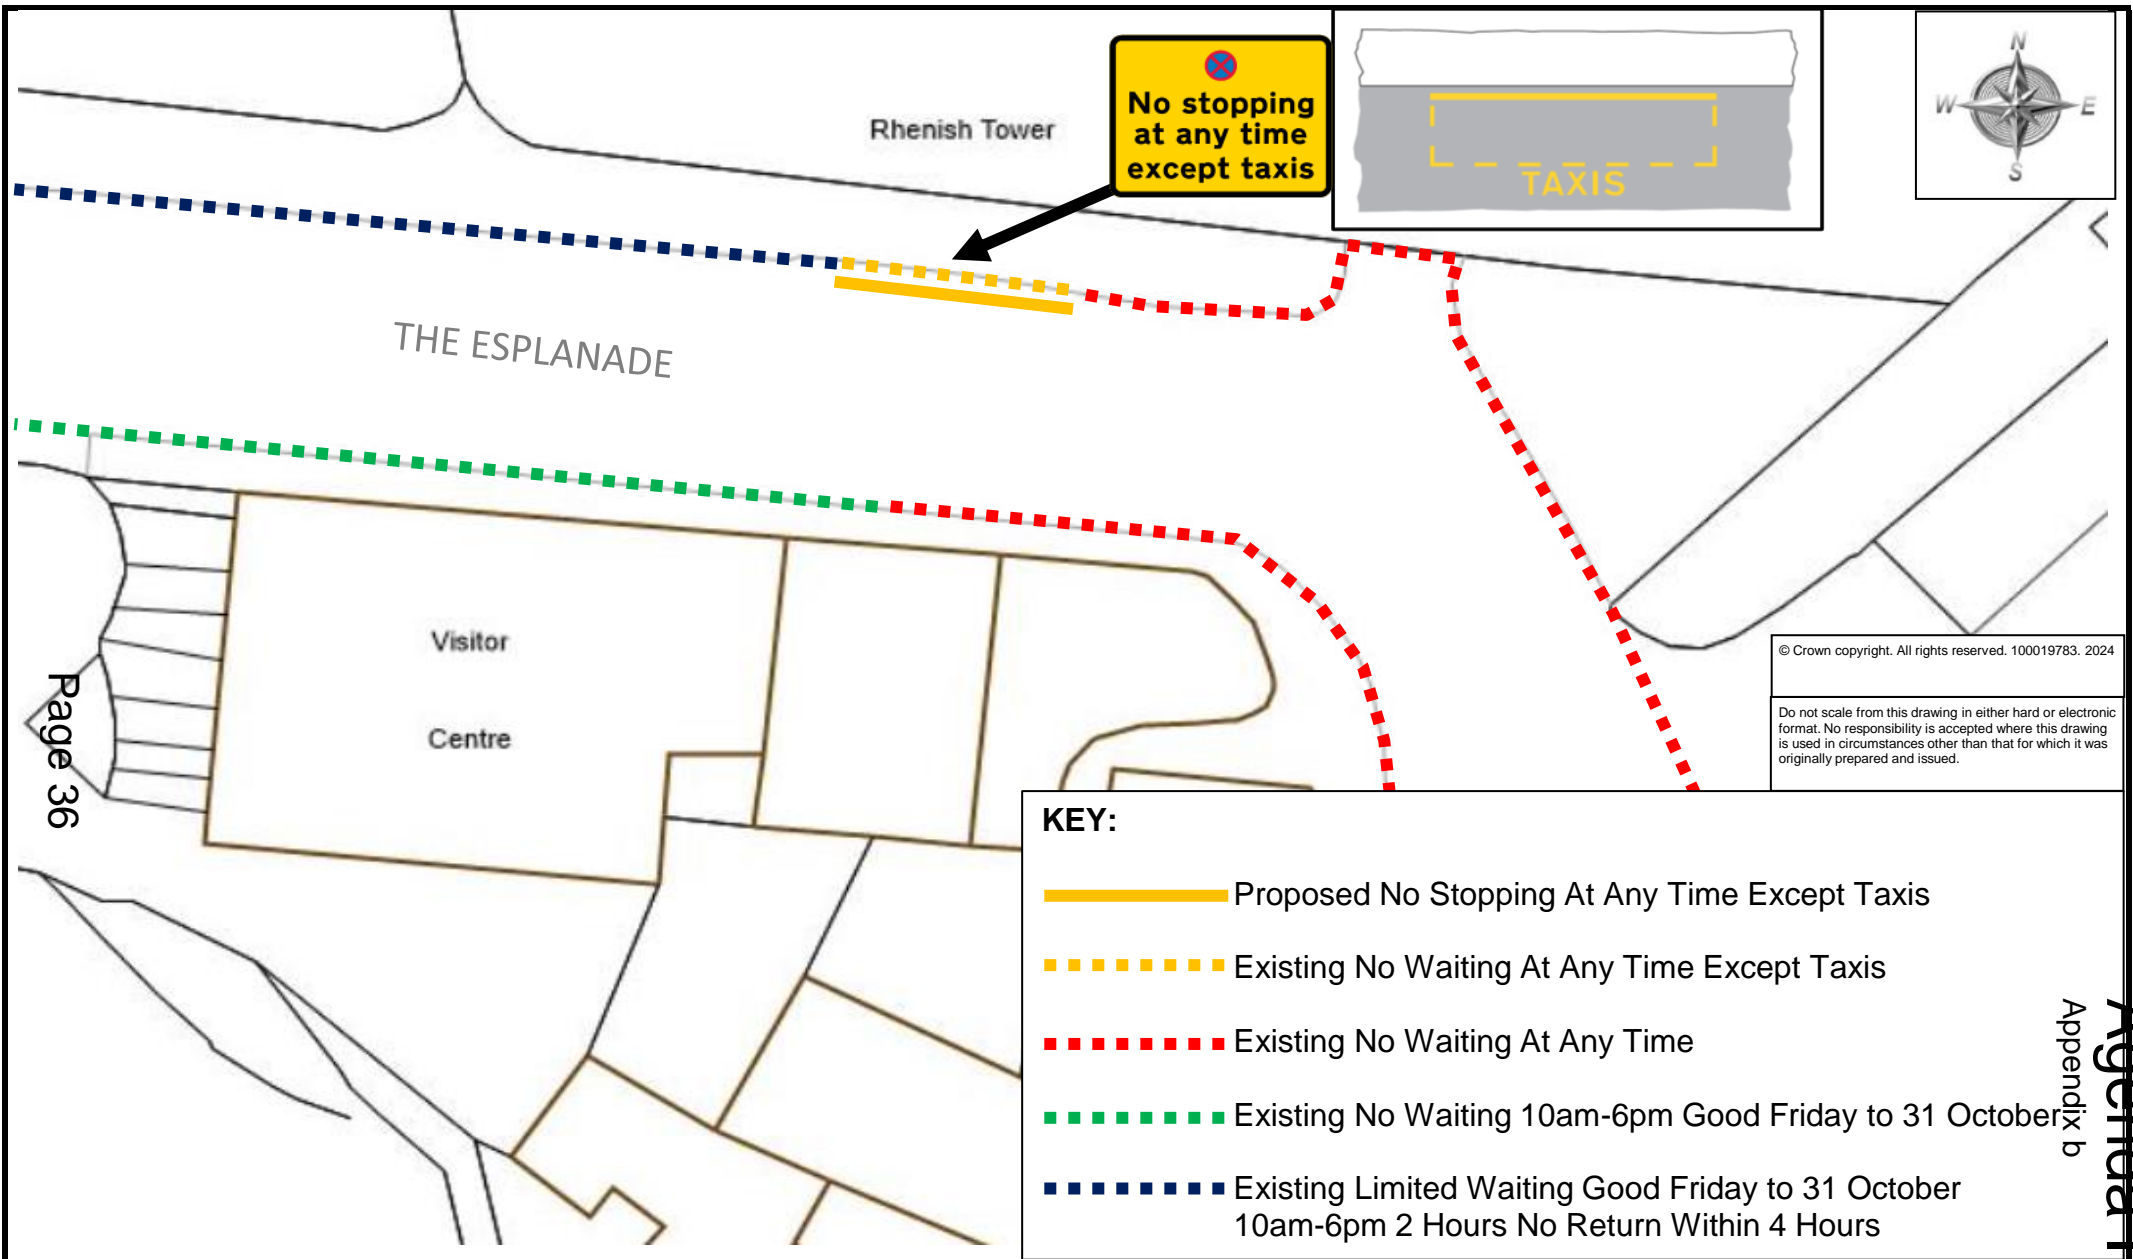 No stopping
at any time
except taxis
TAXIS
N
W
E
S
Rhenish Tower
THE ESPLANADE
Visitor
Centre
Page 36
© Crown copyright. All rights reserved. 100019783. 2024
Do not scale from this drawing in either hard or electronic
format. No responsibility is accepted where this drawing
is used in circumstances other than that for which it was
originally prepared and issued.
KEY:
Proposed No Stopping At Any Time Except Taxis
Existing No Waiting At Any Time Except Taxis
Existing No Waiting At Any Time
Existing No Waiting 10am-6pm Good Friday to 31 October
Existing Limited Waiting Good Friday to 31 October
10am-6pm 2 Hours No Return Within 4 Hours
Agenda
Appendix b